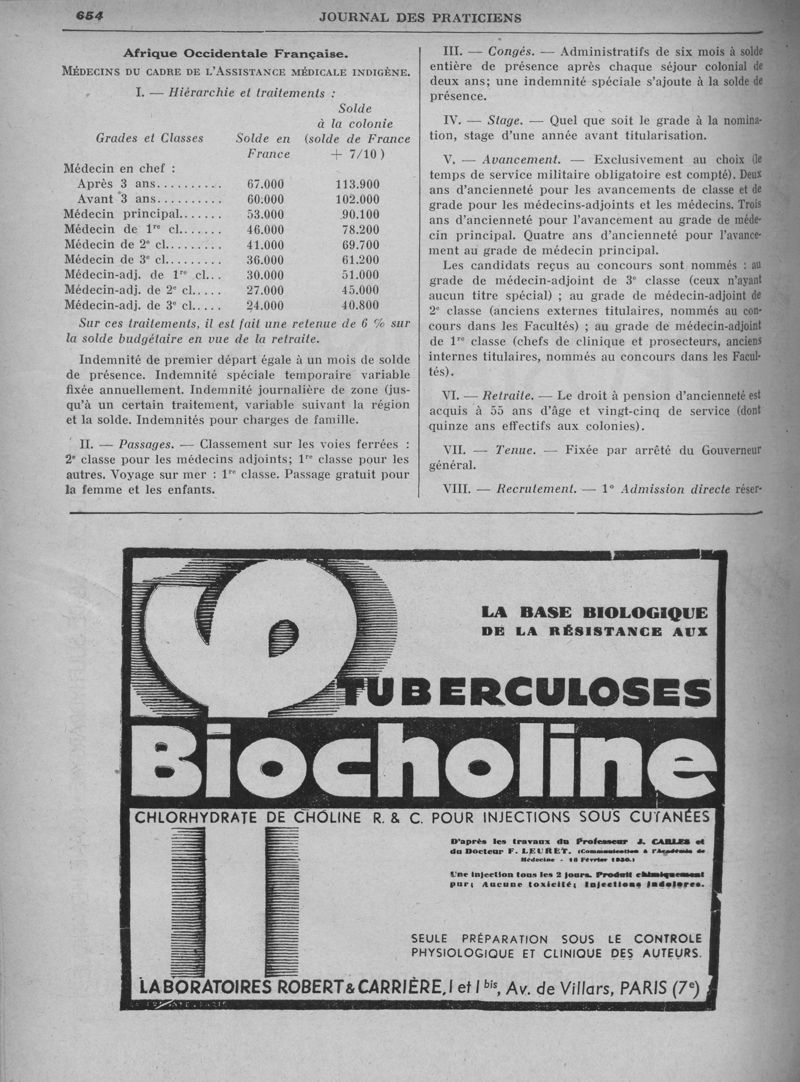 654
JOURNAL DES PRATICIENS
Afrique Occidentale Française.
MÉDECINS DU CADRE DE L'ASSISTANCE MÉDICALE INDIGÈNE.
I. — Hiérarchie et traitements :
Solde
à la colonie
Grades et Classes Solde en (solde de France
France + 7/10)
Médecin en chef :
Après 3 ans.......... 67.000 113.900
Avant 3 ans.......... 60.000 102.000
Médecin principal....... 53.000 90.100
Médecin de 1re cl....... 46.000 78.200
Médecin de 2e cl........ 41.000 69.700
Médecin de 3e cl........ 36.000 61.200
Médecin-adj. de 1re cl... 30.000 51.000
Médecin-adj. de 2e cl..... 27.000 45.000
Médecin-adj. de 3e cl..... 24.000 40.800
Sur ces traitements, il est fait une retenue de 6 % sur
la solde budgétaire en vue de la retraite.
Indemnité de premier départ égale à un mois de solde
de présence. Indemnité spéciale temporaire variable
fixée annuellement. Indemnité journalière de zone (jus-
qu'à un certain traitement, variable suivant la région
et la solde. Indemnités pour charges de famille.
II. — Passages. — Classement sur les voies ferrées :
2e classe pour les médecins adjoints; 1re classe pour les
autres. Voyage sur mer : 1re classe. Passage gratuit pour
la femme et les enfants.
III. — Congés. — Administratifs de six mois à solde
entière de présence après chaque séjour colonial de
deux ans; une indemnité spéciale s'ajoute à la solde de
présence.
IV. — Stage. — Quel que soit le grade à la nomina-
tion, stage d'une année avant titularisation.
V. — Avancement. — Exclusivement au choix (le
temps de service militaire obligatoire est compté). Deux
ans d'ancienneté pour les avancements de classe et de
grade pour les médecins-adjoints et les médecins. Trois
ans d'ancienneté pour l'avancement au grade de méde-
cin principal. Quatre ans d'ancienneté pour l'avance-
ment au grade de médecin principal.
Les candidats reçus au concours sont nommés : au
grade de médecin-adjoint de 3e classe (ceux n'ayant
aucun titre spécial) ; au grade de médecin-adjoint de
2e classe (anciens externes titulaires, nommés au con-
cours dans les Facultés) ; au grade de médecin-adjoint
de 1re classe (chefs de clinique et prosecteurs, anciens
internes titulaires, nommés au concours dans les Facul-
tés).
VI. — Retraite. — Le droit à pension d'ancienneté est
acquis à 55 ans d'âge et vingt-cinq de service (dont
quinze ans effectifs aux colonies).
VII. — Tenue. — Fixée par arrêté du Gouverneur
général.
VIII. — Recrutement. — 1° Admission directe réser-
LA BASE BIOLOGIQUE
DE LA RÉSISTANCE AUX
TUBERCULOSES
Biocholine
CHLORHYDRATE DE CHOLINE R. & C. POUR INJECTIONS SOUS CUTANÉES
D'après les travaux du Professeur J. CARLES et
du Docteur F. LEURET. (Communication à l'Académie de
Médecine - 18 Février 1930.)
Une injection tous les 2 jours. Produit chimiquement
pur; Aucune toxicité; Injections indolores.
SEULE PRÉPARATION SOUS LE CONTROLE
PHYSIOLOGIQUE ET CLINIQUE DES AUTEURS.
LABORATOIRES ROBERT & CARRIÈRE, 1 et 1 bis, Av. de Villars, PARIS (7e)